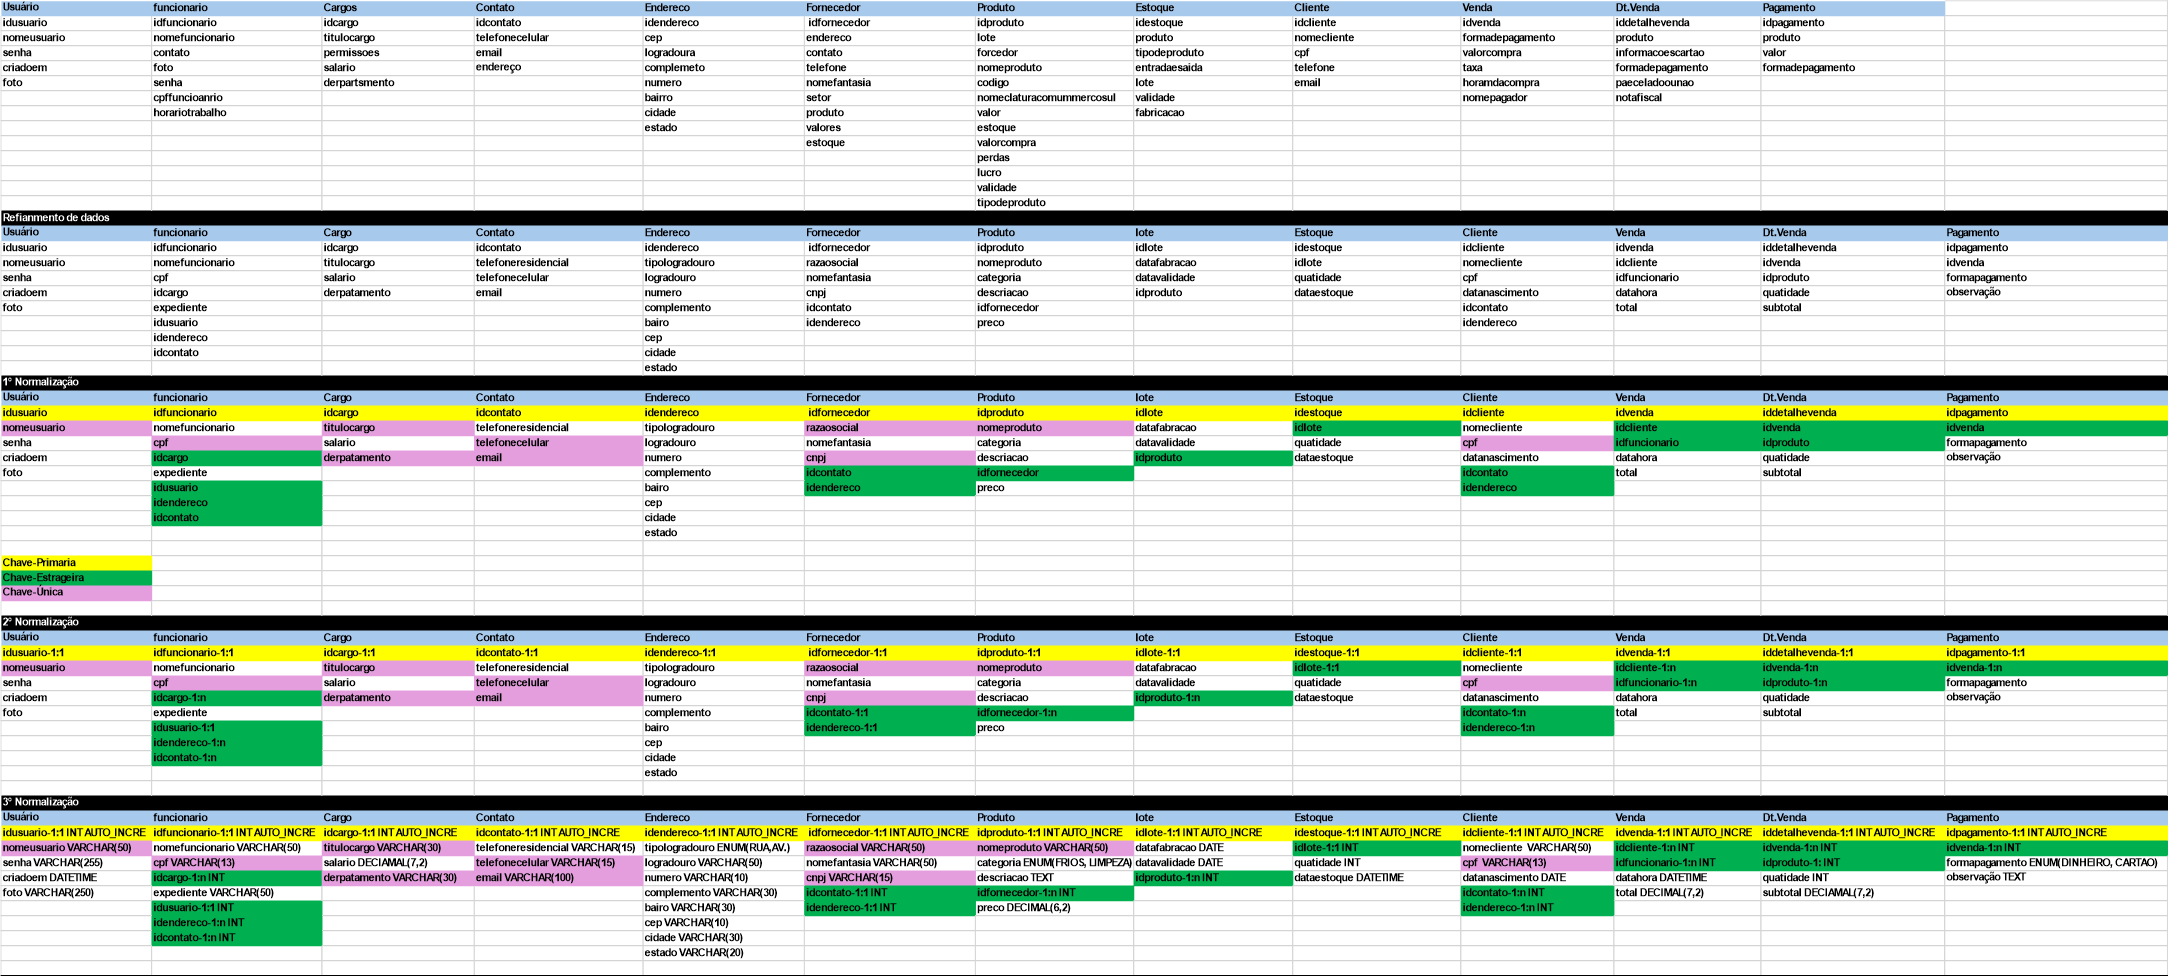 Usuário funcionario Cargos Contato Endereco Fornecedor Produto Estoque Cliente Venda Dt.Venda Pagamento
idusuario idfuncionario idcargo idcontato idendereco idfornecedor idproduto idestoque idcliente idvenda iddetalhevenda idpagamento
nomeusuario nomefuncionario titulocargo telefonecelular cep endereco lote produto nomecliente formadepagamento produto produto
senha contato permissoes email logradoura contato forcedor tipodeproduto cpf valorcompra informacoescartao valor
criadoem foto salario endereço complemeto telefone nomeproduto entradaesaida telefone taxa formadepagamento formadepagamento
foto senha derpartsmento numero nomefantasia codigo lote email horamdacompra paeceladoounao
cpffuncioanrio bairro setor nomeclaturacomummercosul validade nomepagador notafiscal
horariotrabalho cidade produto valor fabricacao
estado valores estoque
estoque valorcompra
perdas
lucro
validade
tipodeproduto
Refianmento de dados
Usuário funcionario Cargo Contato Endereco Fornecedor Produto lote Estoque Cliente Venda Dt.Venda Pagamento
idusuario idfuncionario idcargo idcontato idendereco idfornecedor idproduto idlote idestoque idcliente idvenda iddetalhevenda idpagamento
nomeusuario nomefuncionario titulocargo telefoneresidencial tipologradouro razaosocial nomeproduto datafabracao idlote nomecliente idcliente idvenda idvenda
senha cpf salario telefonecelular logradouro nomefantasia categoria datavalidade quatidade cpf idfuncionario idproduto formapagamento
criadoem idcargo derpatamento email numero cnpj descriacao idproduto dataestoque datanascimento datahora quatidade observação
foto expediente complemento idcontato idfornecedor idcontato total subtotal
idusuario bairo idendereco preco idendereco
idendereco cep
idcontato cidade
estado
1° Normalização
Usuário funcionario Cargo Contato Endereco Fornecedor Produto lote Estoque Cliente Venda Dt.Venda Pagamento
idusuario idfuncionario idcargo idcontato idendereco idfornecedor idproduto idlote idestoque idcliente idvenda iddetalhevenda idpagamento
nomeusuario nomefuncionario titulocargo telefoneresidencial tipologradouro razaosocial nomeproduto datafabracao idlote nomecliente idcliente idvenda idvenda
senha cpf salario telefonecelular logradouro nomefantasia categoria datavalidade quatidade cpf idfuncionario idproduto formapagamento
criadoem idcargo derpatamento email numero cnpj descriacao idproduto dataestoque datanascimento datahora quatidade observação
foto expediente complemento idcontato idfornecedor idcontato total subtotal
idusuario bairo idendereco preco idendereco
idendereco cep
idcontato cidade
estado
Chave-Primaria
Chave-Estrageira
Chave-Única
2° Normalização
Usuário funcionario Cargo Contato Endereco Fornecedor Produto lote Estoque Cliente Venda Dt.Venda Pagamento
idusuario-1:1 idfuncionario-1:1 idcargo-1:1 idcontato-1:1 idendereco-1:1 idfornecedor-1:1 idproduto-1:1 idlote-1:1 idestoque-1:1 idcliente-1:1 idvenda-1:1 iddetalhevenda-1:1 idpagamento-1:1
nomeusuario nomefuncionario titulocargo telefoneresidencial tipologradouro razaosocial nomeproduto datafabracao idlote-1:1 nomecliente idcliente-1:n idvenda-1:n idvenda-1:n
senha cpf salario telefonecelular logradouro nomefantasia categoria datavalidade quatidade cpf idfuncionario-1:n idproduto-1:n formapagamento
criadoem idcargo-1:n derpatamento email numero cnpj descriacao idproduto-1:n dataestoque datanascimento datahora quatidade observação
foto expediente complemento idcontato-1:1 idfornecedor-1:n idcontato-1:n total subtotal
idusuario-1:1 bairo idendereco-1:1 preco idendereco-1:n
idendereco-1:n cep
idcontato-1:n cidade
estado
3° Normalização
Usuário funcionario Cargo Contato Endereco Fornecedor Produto lote Estoque Cliente Venda Dt.Venda Pagamento
idusuario-1:1 INT AUTO_INCRE idfuncionario-1:1 INT AUTO_INCRE idcargo-1:1 INT AUTO_INCRE idcontato-1:1 INT AUTO_INCRE idendereco-1:1 INT AUTO_INCRE idfornecedor-1:1 INT AUTO_INCRE idproduto-1:1 INT AUTO_INCRE idlote-1:1 INT AUTO_INCRE idestoque-1:1 INT AUTO_INCRE idcliente-1:1 INT AUTO_INCRE idvenda-1:1 INT AUTO_INCRE iddetalhevenda-1:1 INT AUTO_INCRE idpagamento-1:1 INT AUTO_INCRE
nomeusuario VARCHAR(50) nomefuncionario VARCHAR(50) titulocargo VARCHAR(30) telefoneresidencial VARCHAR(15) tipologradouro ENUM(RUA,AV.) razaosocial VARCHAR(50) nomeproduto VARCHAR(50) datafabracao DATE idlote-1:1 INT nomecliente VARCHAR(50) idcliente-1:n INT idvenda-1:n INT idvenda-1:n INT
senha VARCHAR(255) cpf VARCHAR(13) salario DECIAMAL(7,2) telefonecelular VARCHAR(15) logradouro VARCHAR(50) nomefantasia VARCHAR(50) categoria ENUM(FRIOS, LIMPEZA) datavalidade DATE quatidade INT cpf VARCHAR(13) idfuncionario-1:n INT idproduto-1: INT formapagamento ENUM(DINHEIRO, CARTAO)
criadoem DATETIME idcargo-1:n INT derpatamento VARCHAR(30) email VARCHAR(100) numero VARCHAR(10) cnpj VARCHAR(15) descriacao TEXT idproduto-1:n INT dataestoque DATETIME datanascimento DATE datahora DATETIME quatidade INT observação TEXT
foto VARCHAR(250) expediente VARCHAR(50) complemento VARCHAR(30) idcontato-1:1 INT idfornecedor-1:n INT idcontato-1:n INT total DECIMAL(7,2) subtotal DECIAMAL(7,2)
idusuario-1:1 INT bairo VARCHAR(30) idendereco-1:1 INT preco DECIMAL(6,2) idendereco-1:n INT
idendereco-1:n INT cep VARCHAR(10)
idcontato-1:n INT cidade VARCHAR(30)
estado VARCHAR(20)